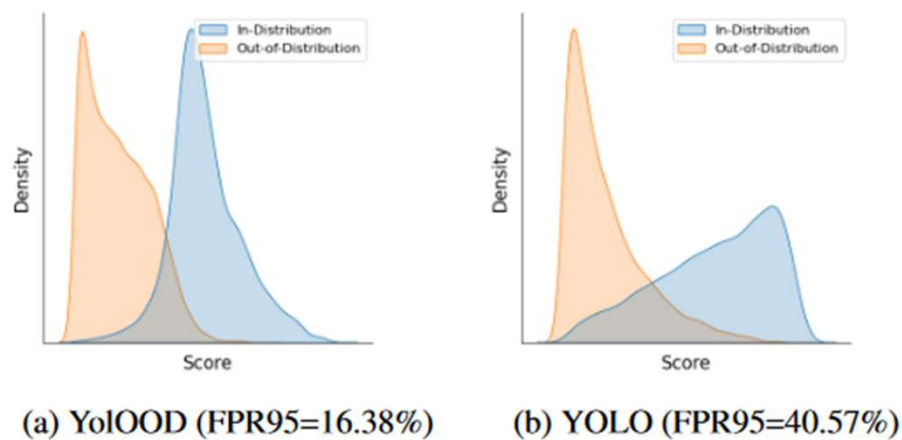 In-Distribution
Out-of-Distribution
Density
Score
(a) YolOOD (FPR95=16.38%)
In-Distribution
Out-of-Distribution
Density
Score
(b) YOLO (FPR95=40.57%)